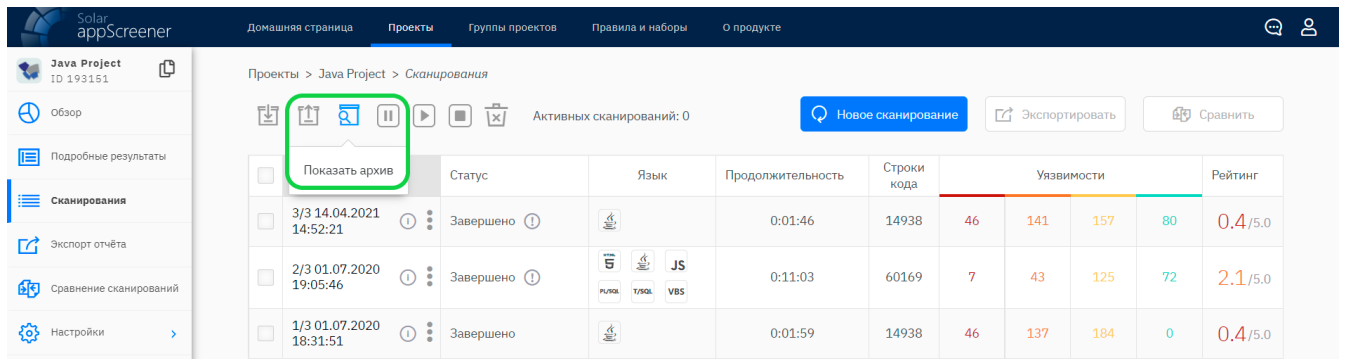 Solar
appScreener
Домашняя страница Проекты Группы проектов Правила и наборы О продукте
Java Project
ID 193151
Обзор
Подробные результаты
Сканирования
Экспорт отчёта
Сравнение сканирований
Настройки
Проекты > Java Project > Сканирования
Активных сканирований: 0
Новое сканирование
Экспортировать
Сравнить
Показать архив
Статус Язык Продолжительность Строки кода Уязвимости Рейтинг
3/3 14.04.2021
14:52:21
Завершено 0:01:46 14938 46 141 157 80 0.4/5.0
2/3 01.07.2020
19:05:46
Завершено
HTML 5 JS
PL/SQL T/SQL VBS
0:11:03 60169 7 43 125 72 2.1/5.0
1/3 01.07.2020
18:31:51
Завершено 0:01:59 14938 46 137 184 0 0.4/5.0